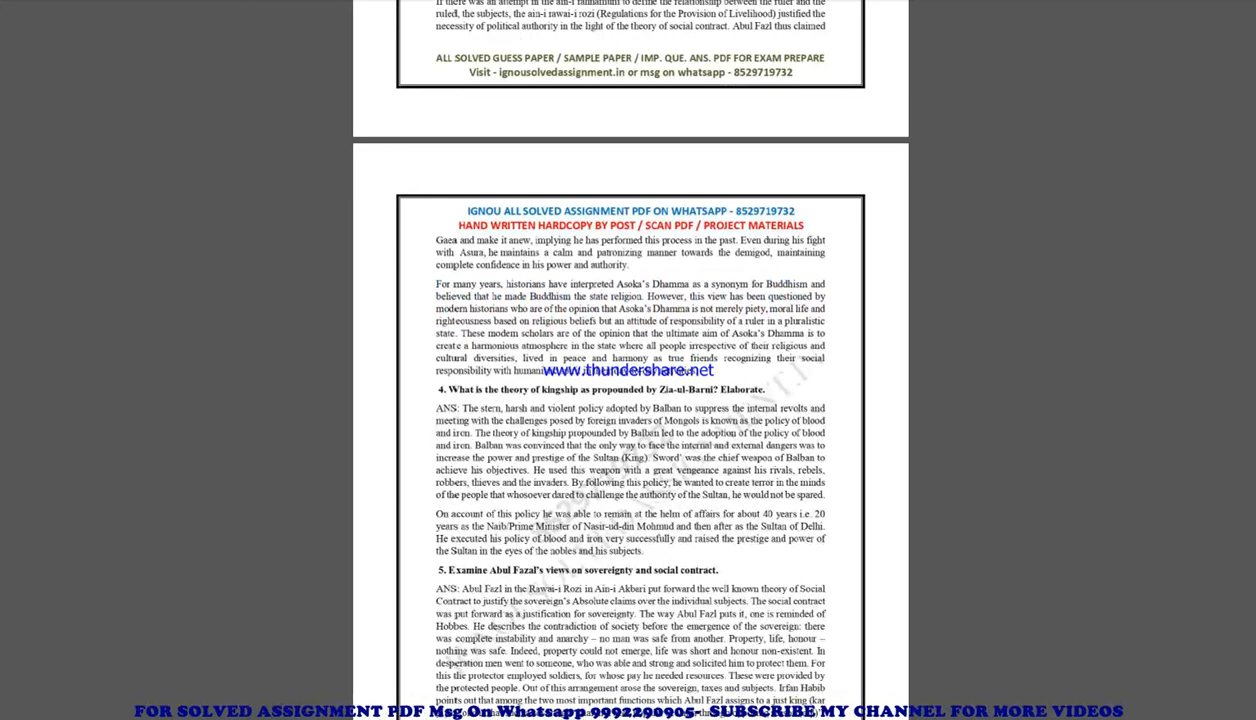 If there was an attempt in the ain-i rahnamuni to define the relationship between the ruler and the
ruled, the subjects, the ain-i rawai-i rozi (Regulations for the Provision of Livelihood) justified the
necessity of political authority in the light of the theory of social contract. Abul Fazl thus claimed
ALL SOLVED GUESS PAPER / SAMPLE PAPER / IMP. QUE. ANS. PDF FOR EXAM PREPARE
Visit - ignousolvedassignment.in or msg on whatsapp - 8529719732
IGNOU ALL SOLVED ASSIGNMENT PDF ON WHATSAPP - 8529719732
HAND WRITTEN HARDCOPY BY POST / SCAN PDF / PROJECT MATERIALS
Gaea and make it anew, implying he has performed this process in the past. Even during his fight
with Asura, he maintains a calm and patronizing manner towards the demigod, maintaining
complete confidence in his power and authority.
For many years, historians have interpreted Asoka's Dhamma as a synonym for Buddhism and
believed that he made Buddhism the state religion. However, this view has been questioned by
modern historians who are of the opinion that Asoka's Dhamma is not merely piety, moral life and
righteousness based on religious beliefs but an attitude of responsibility of a ruler in a pluralistic
state. These modern scholars are of the opinion that the ultimate aim of Asoka's Dhamma is to
create a harmonious atmosphere in the state where all people irrespective of their religious and
cultural diversities, lived in peace and harmony as true friends recognizing their social
responsibility with
www.thundershare.net
4. What is the theory of kingship as propounded by Zia-ul-Barni? Elaborate.
ANS: The stern, harsh and violent policy adopted by Balban to suppress the internal revolts and
meeting with the challenges posed by foreign invaders of Mongols is known as the policy of blood
and iron. The theory of kingship propounded by Balban led to the adoption of the policy of blood
and iron. Balban was convinced that the only way to face the internal and external dangers was to
increase the power and prestige of the Sultan (King). 'Sword' was the chief weapon of Balban to
achieve his objectives. He used this weapon with a great vengeance against his rivals, rebels,
robbers, thieves and the invaders. By following this policy, he wanted to create terror in the minds
of the people that whosoever dared to challenge the authority of the Sultan, he would not be spared.
On account of this policy he was able to remain at the helm of affairs for about 40 years i.e. 20
years as the Naib/Prime Minister of Nasir-ud-din Mohmud and then after as the Sultan of Delhi.
He executed his policy of blood and iron very successfully and raised the prestige and power of
the Sultan in the eyes of the nobles and his subjects.
5. Examine Abul Fazal's views on sovereignty and social contract.
ANS: Abul Fazl in the Rawai-i Rozi in Ain-i Akbari put forward the well known theory of Social
Contract to justify the sovereign's Absolute claims over the individual subjects. The social contract
was put forward as a justification for sovereignty. The way Abul Fazl puts it, one is reminded of
Hobbes. He describes the contradiction of society before the emergence of the sovereign: there
was complete instability and anarchy – no man was safe from another. Property, life, honour –
nothing was safe. Indeed, property could not emerge, life was short and honour non-existent. In
desperation men went to someone, who was able and strong and solicited him to protect them. For
this the protector employed soldiers, for whose pay he needed resources. These were provided by
the protected people. Out of this arrangement arose the sovereign, taxes and subjects. Irfan Habib
points out that among the two most important functions which Abul Fazl assigns to a just king (kar
FOR SOLVED ASSIGNMENT PDF Msg On Whatsapp 9992290905- SUBSCRIBE MY CHANNEL FOR MORE VIDEOS